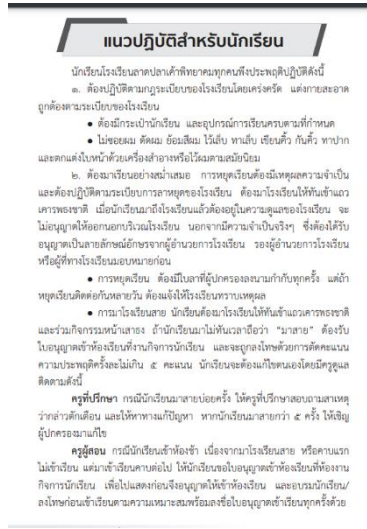 แนวปฏิบัติสำหรับนักเรียน
นักเรียนโรงเรียนลาดปลาเค้าพิทยาคมทุกคนพึงประพฤติปฏิบัติดังนี้
๑. ต้องปฏิบัติตามกฎระเบียบของโรงเรียนโดยเคร่งครัด แต่งกายสะอาด
ถูกต้องตามระเบียบของโรงเรียน
● ต้องมีกระเป๋านักเรียน และอุปกรณ์การเรียนครบตามที่กำหนด
● ไม่ซอยผม ดัดผม ย้อมสีผม ไว้เล็บ ทาเล็บ เขียนคิ้ว กันคิ้ว ทาปาก
และตกแต่งใบหน้าด้วยเครื่องสำอางหรือไว้ผมตามสมัยนิยม
๒. ต้องมาเรียนอย่างสม่ำเสมอ การหยุดเรียนต้องมีเหตุผลความจำเป็น
และต้องปฏิบัติตามระเบียบการลาหยุดของโรงเรียน ต้องมาโรงเรียนให้ทันเข้าแถว
เคารพธงชาติ เมื่อนักเรียนมาถึงโรงเรียนแล้วต้องอยู่ในความดูแลของโรงเรียน จะ
ไม่อนุญาตให้ออกนอกบริเวณโรงเรียน นอกจากมีความจำเป็นจริงๆ ซึ่งต้องได้รับ
อนุญาตเป็นลายลักษณ์อักษรจากผู้อำนวยการโรงเรียน รองผู้อำนวยการโรงเรียน
หรือผู้ที่ทางโรงเรียนมอบหมายก่อน
● การหยุดเรียน ต้องมีใบลาที่ผู้ปกครองลงนามกำกับทุกครั้ง แต่ถ้า
หยุดเรียนติดต่อกันหลายวัน ต้องแจ้งให้โรงเรียนทราบเหตุผล
● การมาโรงเรียนสาย นักเรียนต้องมาโรงเรียนให้ทันเข้าแถวเคารพธงชาติ
และร่วมกิจกรรมหน้าเสาธง ถ้านักเรียนมาไม่ทันเวลาถือว่า “มาสาย” ต้องรับ
ใบอนุญาตเข้าห้องเรียนที่งานกิจการนักเรียน และจะถูกลงโทษด้วยการตัดคะแนน
ความประพฤติครั้งละไม่เกิน ๕ คะแนน นักเรียนจะต้องแก้ไขตนเองโดยมีครูดูแล
ติดตามดังนี้
ครูที่ปรึกษา กรณีนักเรียนมาสายบ่อยครั้ง ให้ครูที่ปรึกษาสอบถามสาเหตุ
ว่ากล่าวตักเตือน และให้หาทางแก้ปัญหา หากนักเรียนมาสายกว่า ๕ ครั้ง ให้เชิญ
ผู้ปกครองมาแก้ไข
ครูผู้สอน กรณีนักเรียนเข้าห้องช้า เนื่องจากมาโรงเรียนสาย หรือคาบแรก
ไม่เข้าเรียน แต่มาเข้าเรียนคาบต่อไป ให้นักเรียนขอใบอนุญาตเข้าห้องเรียนที่ห้องงาน
กิจการนักเรียน เพื่อไปแสดงก่อนจึงอนุญาตให้เข้าห้องเรียน และอบรมนักเรียน/
ลงโทษก่อนเข้าเรียนตามความเหมาะสมพร้อมลงชื่อใบอนุญาตเข้าเรียนทุกครั้งด้วย